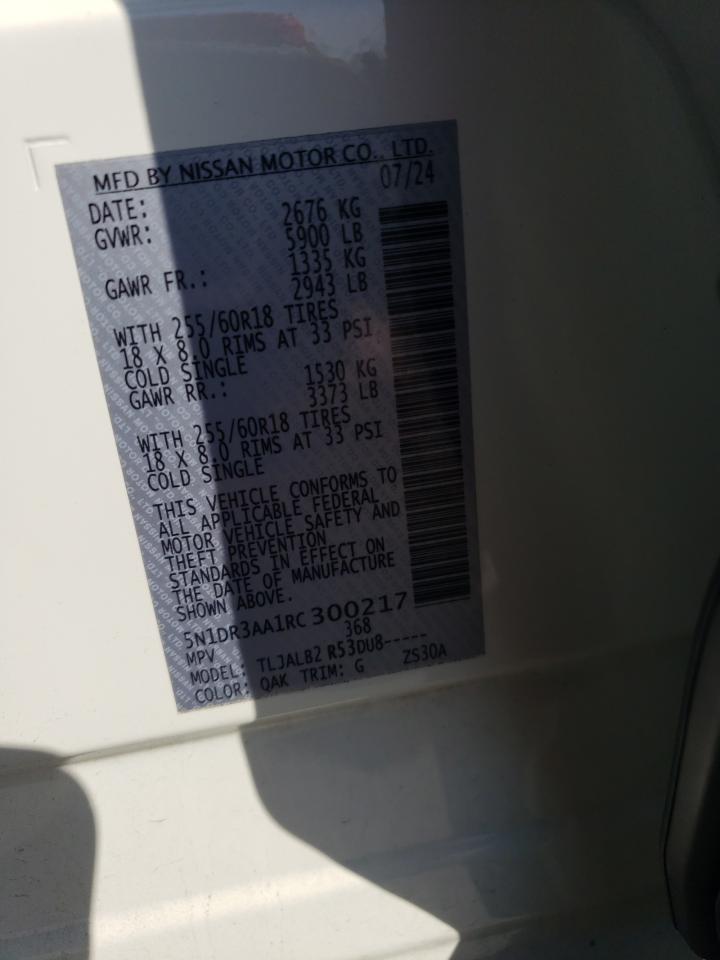 MFD BY NISSAN MOTOR CO., LTD.
DATE: 07/24
GVWR: 2676 KG
5900 LB
GAWR FR.: 1335 KG
2943 LB
WITH 255/60R18 TIRES
18 X 8.0 RIMS AT 33 PSI
COLD SINGLE
GAWR RR.: 1530 KG
3373 LB
WITH 255/60R18 TIRES
18 X 8.0 RIMS AT 33 PSI
COLD SINGLE
THIS VEHICLE CONFORMS TO
ALL APPLICABLE FEDERAL
MOTOR VEHICLE SAFETY AND
THEFT PREVENTION
STANDARDS IN EFFECT ON
THE DATE OF MANUFACTURE
SHOWN ABOVE.
5N1DR3AA1RC300217
MPV 368
MODEL: TLJALB2 R53DU8-----
COLOR: QAK TRIM: G ZS30A